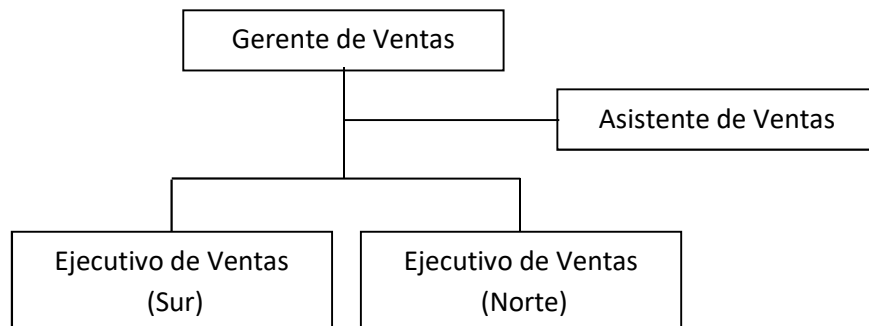 Gerente de Ventas
Asistente de Ventas
Ejecutivo de Ventas
(Sur)
Ejecutivo de Ventas
(Norte)